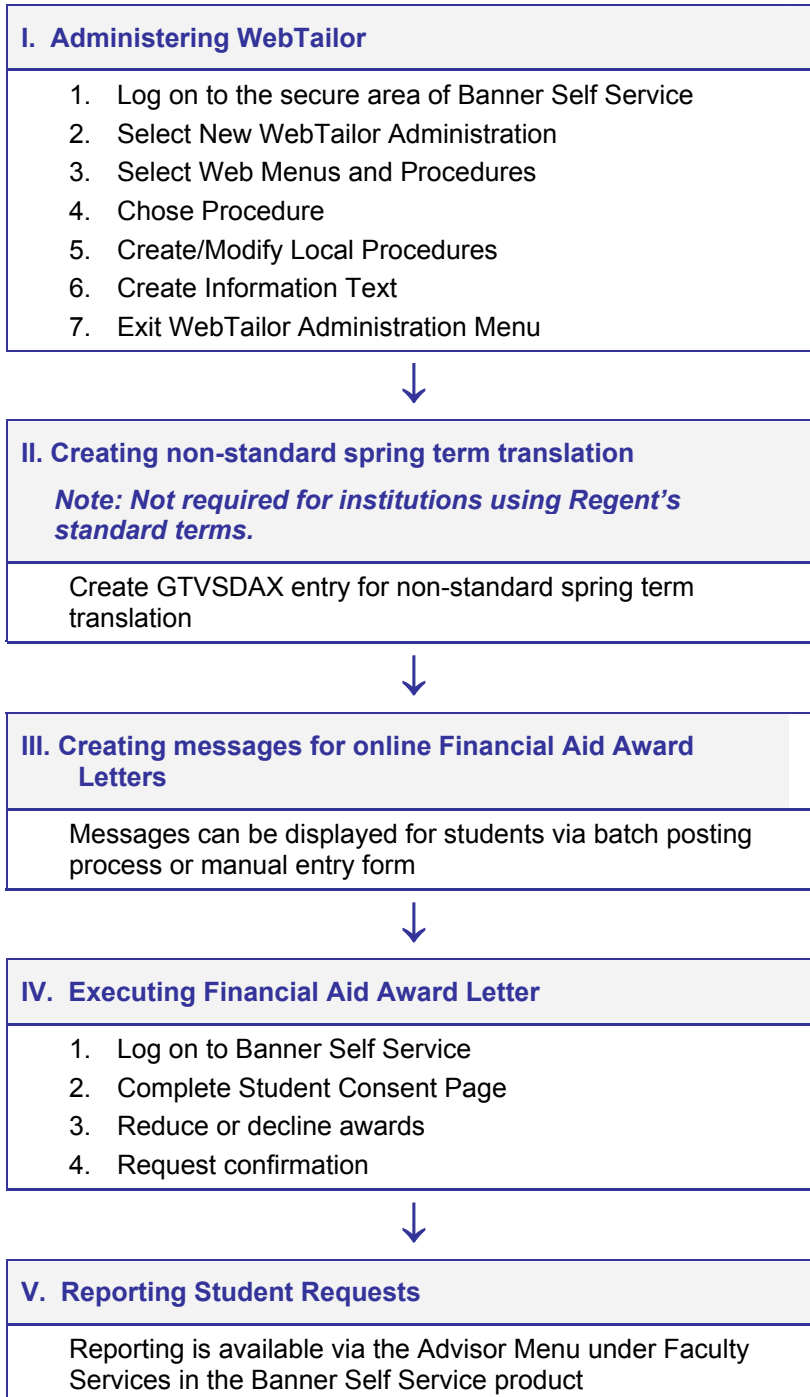 I. Administering WebTailor
1. Log on to the secure area of Banner Self Service
2. Select New WebTailor Administration
3. Select Web Menus and Procedures
4. Chose Procedure
5. Create/Modify Local Procedures
6. Create Information Text
7. Exit WebTailor Administration Menu
↓
II. Creating non-standard spring term translation
Note: Not required for institutions using Regent's
standard terms.
Create GTVSDAX entry for non-standard spring term
translation
↓
III. Creating messages for online Financial Aid Award
Letters
Messages can be displayed for students via batch posting
process or manual entry form
↓
IV. Executing Financial Aid Award Letter
1. Log on to Banner Self Service
2. Complete Student Consent Page
3. Reduce or decline awards
4. Request confirmation
↓
V. Reporting Student Requests
Reporting is available via the Advisor Menu under Faculty
Services in the Banner Self Service product